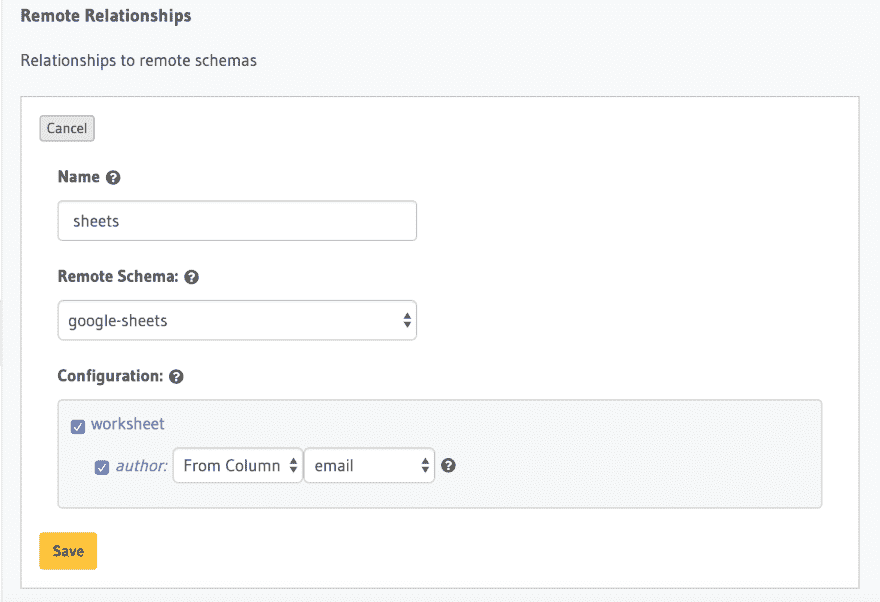 Remote Relationships
Relationships to remote schemas
Cancel
Name
sheets
Remote Schema:
google-sheets
Configuration:
worksheet
author: From Column email
Save